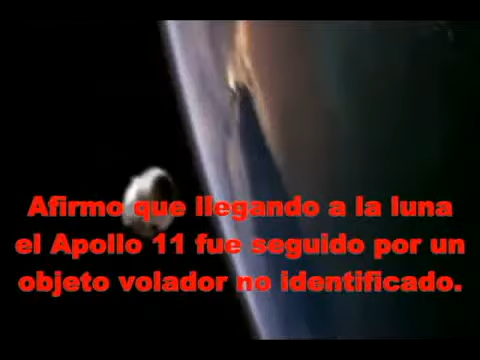 Afirmo que llegando a la luna
el Apollo 11 fue seguido por un
objeto volador no identificado.